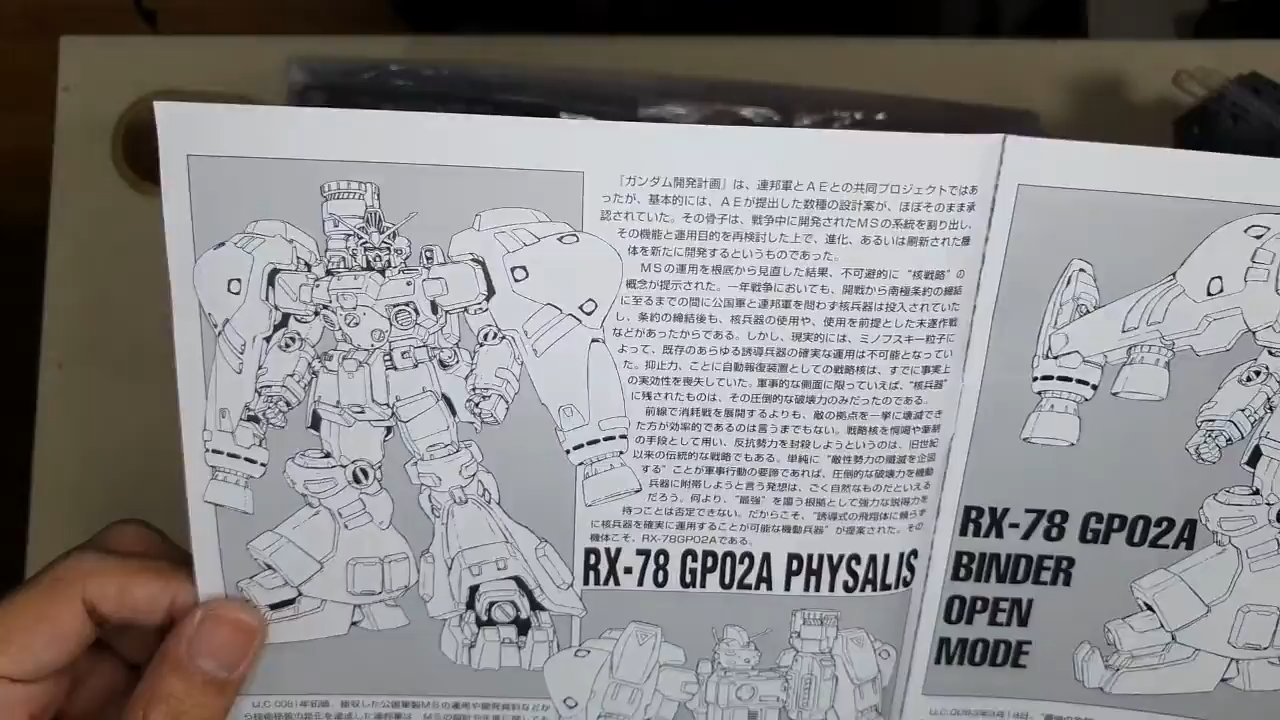 『ガンダム開発計画』は、連邦軍とAEとの共同プロジェクトではあ
ったが、基本的には、AEが提出した数種の設計案が、ほぼそのまま承
認されていた。その骨子は、戦争中に開発されたMSの系統を割り出し、
その機能と運用目的を再検討した上で、進化、あるいは刷新された機
体を新たに開発するというものであった。
MSの運用を根底から見直した結果、不可避的に“核戦略”の
概念が提示された。一年戦争においても、開戦から南極条約の締結
に至るまでの間に公国軍と連邦軍を問わず核兵器は投入されていた
し、条約の締結後も、核兵器の使用や、使用を前提とした未遂作戦
などがあったからである。しかし、現実的には、ミノフスキー粒子に
よって、既存のあらゆる誘導兵器の確実な運用は不可能となってい
た。抑止力、ことに自動報復装置としての戦略核は、すでに事実上
の実効性を喪失していた。軍事的な側面に限っていえば、“核兵器”
に残されたものは、その圧倒的な破壊力のみだったのである。
前線で消耗戦を展開するよりも、敵の拠点を一挙に壊滅でき
た方が効率的であるのは言うまでもない。戦略核を恫喝や牽制
の手段として用い、反抗勢力を封殺しようというのは、旧世紀
以来の伝統的な戦略でもある。単純に“敵性勢力の殲滅を企図
する”ことが軍事行動の要諦であれば、圧倒的な破壊力を機動
兵器に附帯しようと言う発想は、ごく自然なものだといえる
だろう。何より、“最強”を謳う根拠として強力な説得力を
持つことは否定できない。だからこそ、“誘導式の飛翔体に頼らず
に核兵器を確実に運用することが可能な機動兵器”が提案された。その
機体こそ、RX-78GP02Aである。
RX-78 GP02A PHYSALIS
RX-78 GP02A
BINDER
OPEN
MODE